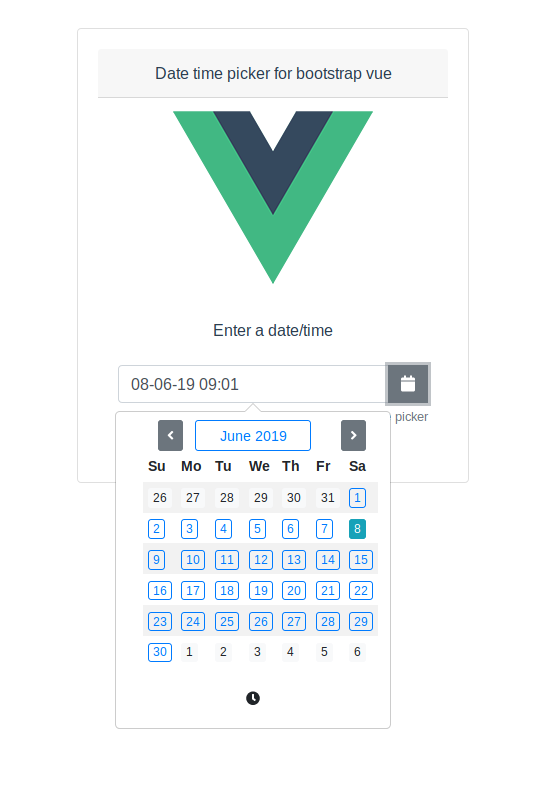 Date time picker for bootstrap vue
Enter a date/time
08-06-19 09:01
picker
June 2019
Su Mo Tu We Th Fr Sa
26 27 28 29 30 31 1
2 3 4 5 6 7 8
9 10 11 12 13 14 15
16 17 18 19 20 21 22
23 24 25 26 27 28 29
30 1 2 3 4 5 6